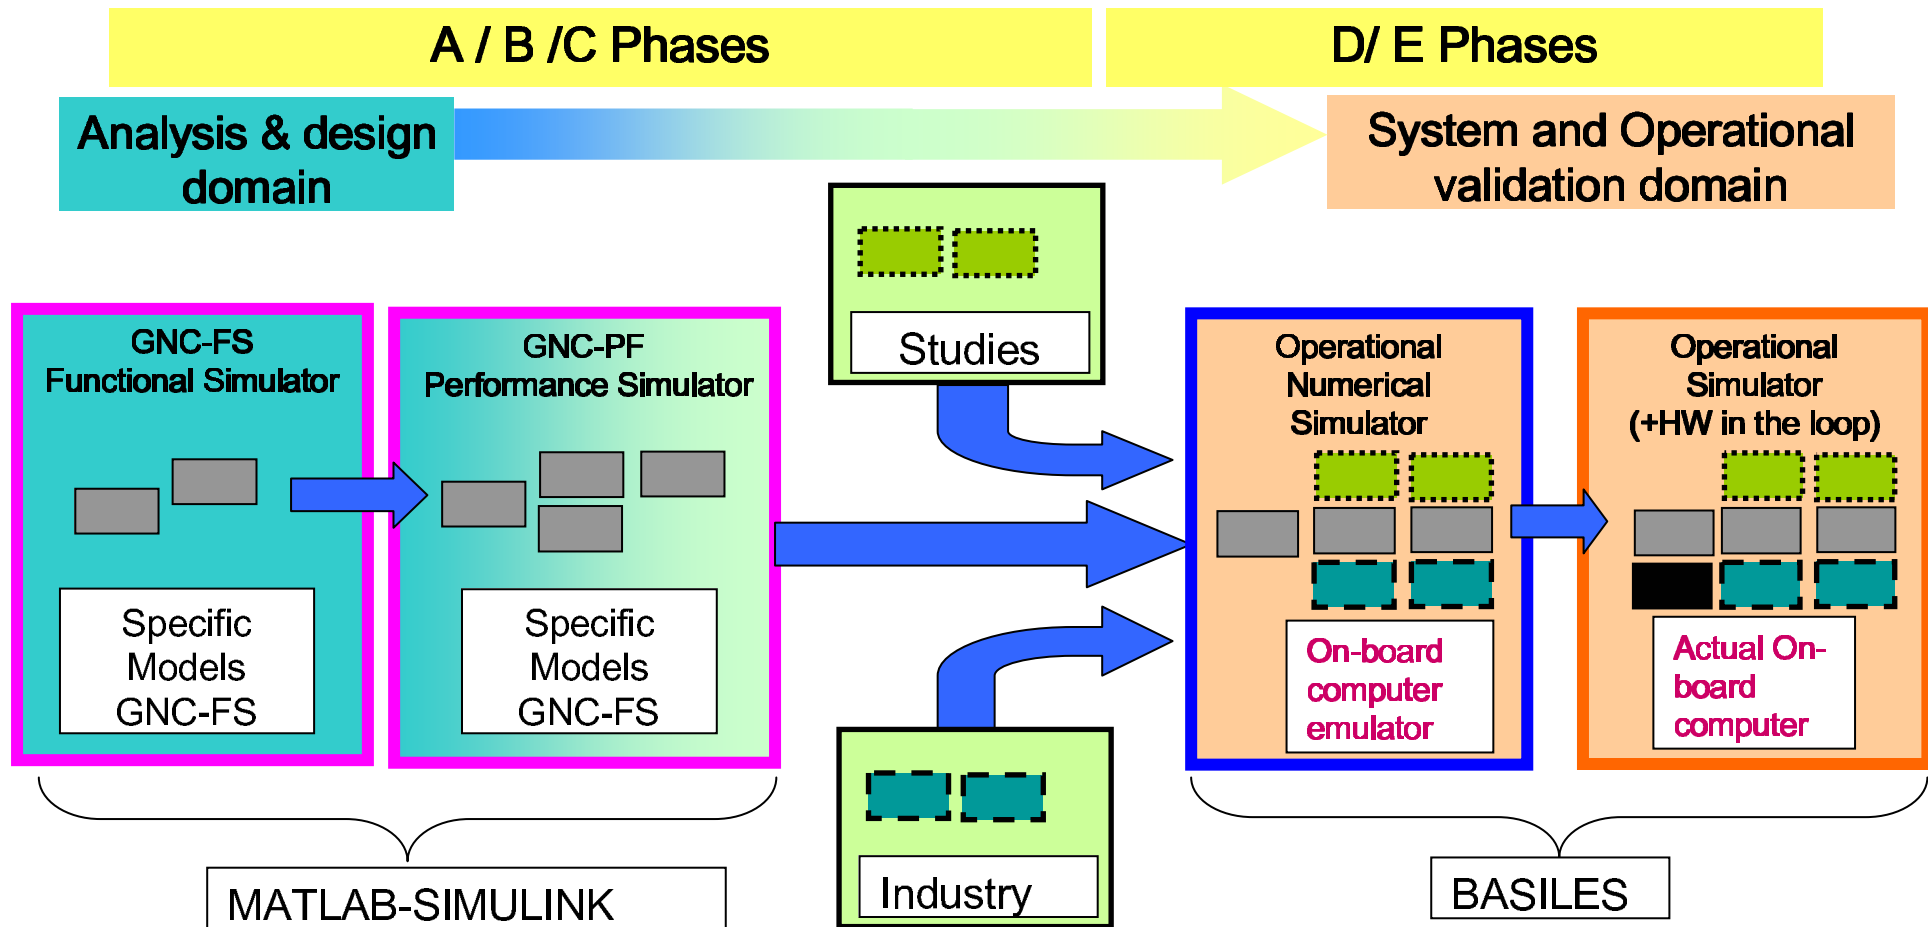 A / B /C Phases
D/ E Phases
Analysis & design
domain
System and Operational
validation domain
Studies
GNC-FS
Functional Simulator
GNC-PF
Performance Simulator
Operational
Numerical
Simulator
Operational
Simulator
(+HW in the loop)
Specific
Models
GNC-FS
Specific
Models
GNC-FS
On-board
computer
emulator
Actual On-
board
computer
Industry
MATLAB-SIMULINK
BASILES